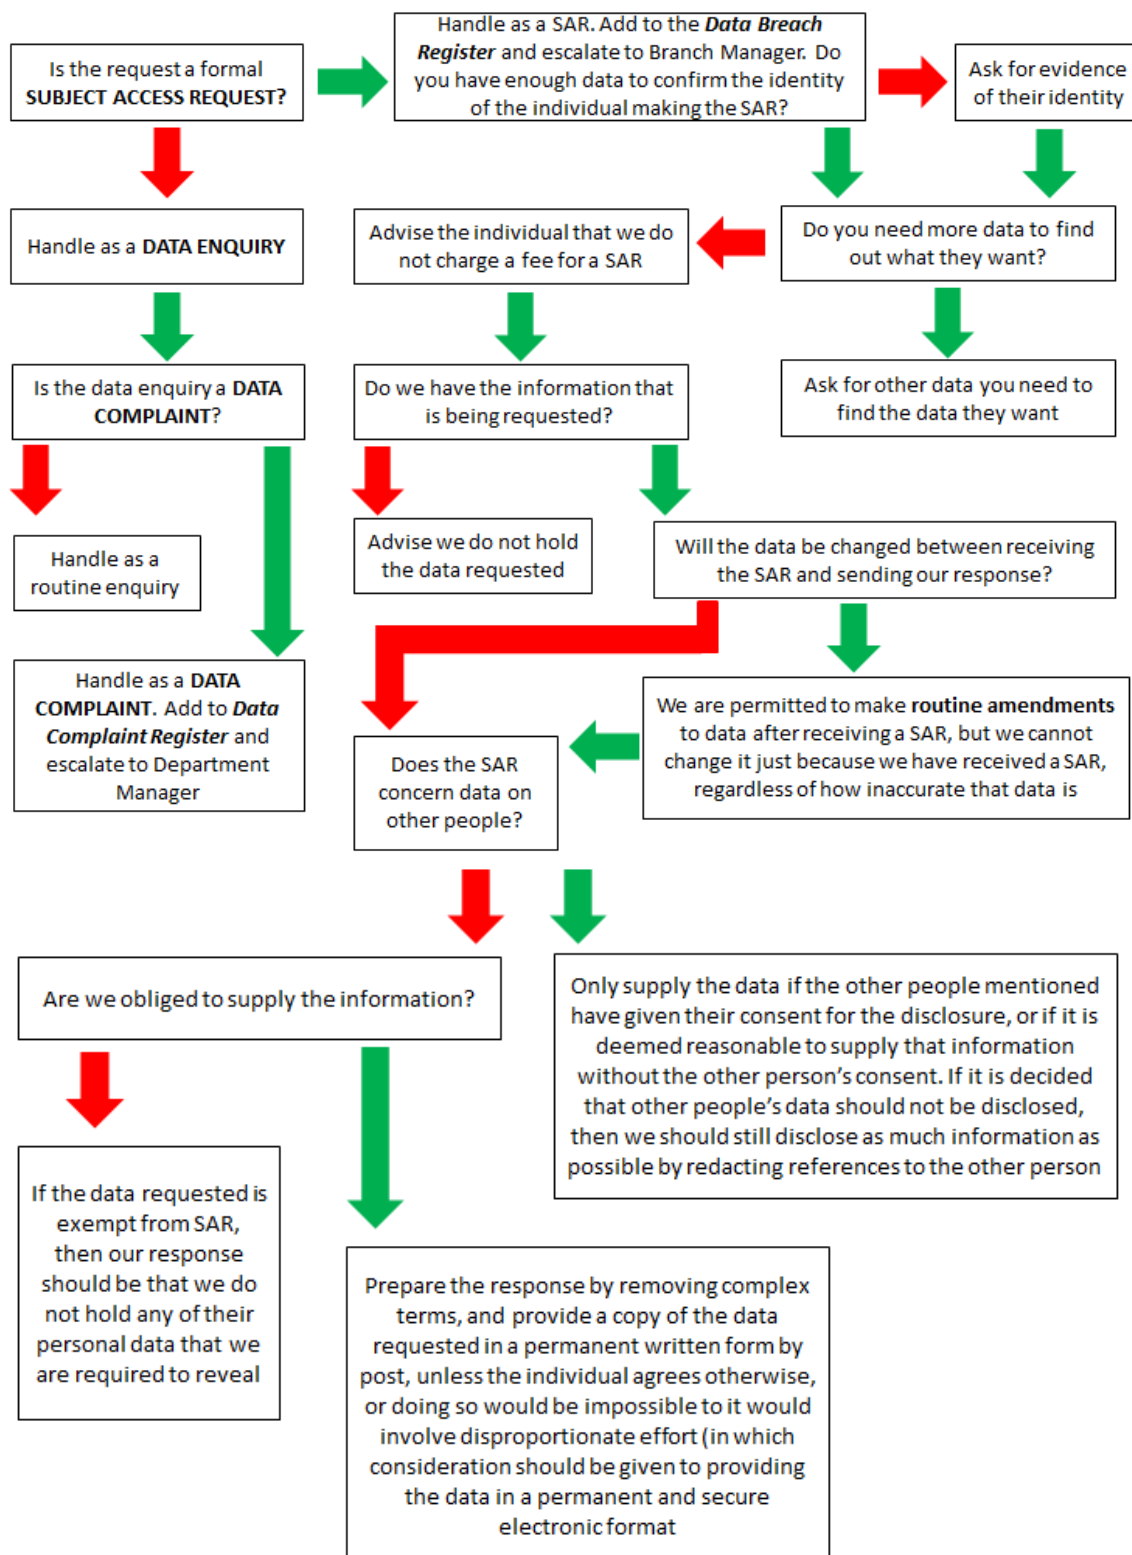 Is the request a formal
SUBJECT ACCESS REQUEST?
Handle as a SAR. Add to the Data Breach
Register and escalate to Branch Manager. Do
you have enough data to confirm the identity
of the individual making the SAR?
Ask for evidence
of their identity
Handle as a DATA ENQUIRY
Advise the individual that we do
not charge a fee for a SAR
Do you need more data to find
out what they want?
Is the data enquiry a DATA
COMPLAINT?
Do we have the information that
is being requested?
Ask for other data you need to
find the data they want
Handle as a
routine enquiry
Advise we do not hold
the data requested
Will the data be changed between receiving
the SAR and sending our response?
Handle as a DATA
COMPLAINT. Add to Data
Complaint Register and
escalate to Department
Manager
Does the SAR
concern data on
other people?
We are permitted to make routine amendments
to data after receiving a SAR, but we cannot
change it just because we have received a SAR,
regardless of how inaccurate that data is
Are we obliged to supply the information?
Only supply the data if the other people mentioned
have given their consent for the disclosure, or if it is
deemed reasonable to supply that information
without the other person’s consent. If it is decided
that other people’s data should not be disclosed,
then we should still disclose as much information as
possible by redacting references to the other person
If the data requested is
exempt from SAR,
then our response
should be that we do
not hold any of their
personal data that we
are required to reveal
Prepare the response by removing complex
terms, and provide a copy of the data
requested in a permanent written form by
post, unless the individual agrees otherwise,
or doing so would be impossible to it would
involve disproportionate effort (in which
consideration should be given to providing
the data in a permanent and secure
electronic format